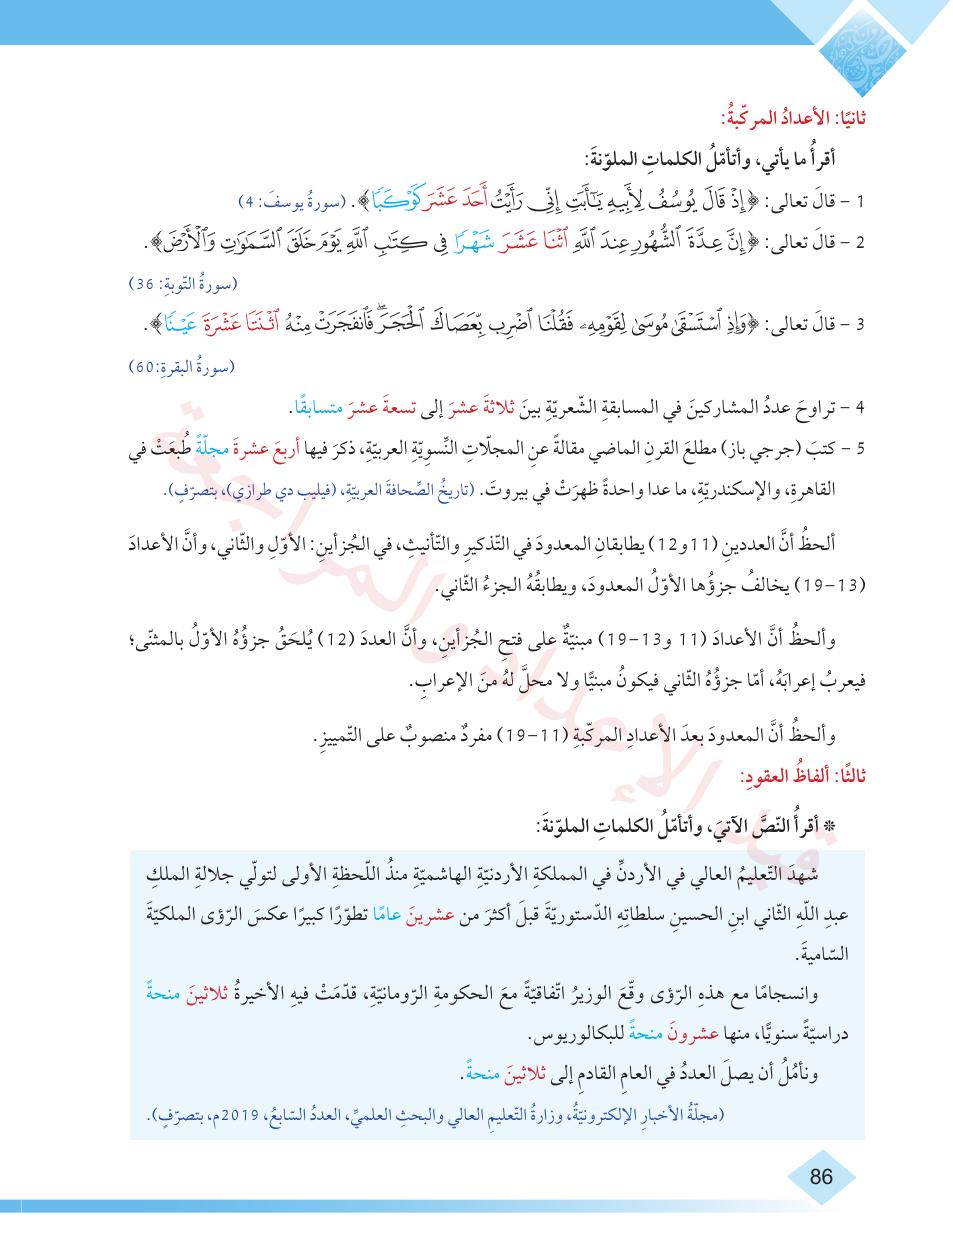 ثانيًا: الأعدادُ المركّبةُ:
أقرأُ ما يأتي، وأتأمّلُ الكلماتِ الملوّنةَ:
1 – قالَ تعالى: ﴿إِذْ قَالَ يُوسُفُ لِأَبِيهِ يَٰٓأَبَتِ إِنِّي رَأَيْتُ أَحَدَ عَشَرَ كَوْكَبًا﴾. (سورةُ يوسفَ: 4)
2 – قالَ تعالى: ﴿إِنَّ عِدَّةَ ٱلشُّهُورِ عِندَ ٱللَّهِ ٱثْنَا عَشَرَ شَهْرًا فِى كِتَٰبِ ٱللَّهِ يَوْمَ خَلَقَ ٱلسَّمَٰوَٰتِ وَٱلْأَرْضَ﴾.
(سورةُ التّوبةِ: 36)
3 – قالَ تعالى: ﴿وَإِذِ ٱسْتَسْقَىٰ مُوسَىٰ لِقَوْمِهِۦ فَقُلْنَا ٱضْرِب بِّعَصَاكَ ٱلْحَجَرَ ۖ فَٱنفَجَرَتْ مِنْهُ ٱثْنَتَا عَشْرَةَ عَيْنًا﴾.
(سورةُ البقرةِ:60)
4 – تراوحَ عددُ المشاركينَ في المسابقةِ الشّعريّةِ بينَ ثلاثةَ عشرَ إلى تسعةَ عشرَ متسابقًا.
5 – كتبَ (جرجي باز) مطلعَ القرنِ الماضي مقالةً عنِ المجلّاتِ النِّسويّةِ العربيّةِ، ذكرَ فيها أربعَ عشرةَ مجلّةً طُبعَتْ في
القاهرةِ، والإسكندريّةِ، ما عدا واحدةً ظهرَتْ في بيروتَ. (تاريخُ الصّحافةِ العربيّةِ، (فيليب دي طرازي)، بتصرّفٍ).
ألحظُ أنَّ العددينِ (11و12) يطابقانِ المعدودَ في التّذكيرِ والتّأنيثِ، في الجُزأينِ: الأوّلِ والثّاني، وأنَّ الأعدادَ
(13–19) يخالفُ جزؤُها الأوّلُ المعدودَ، ويطابقُهُ الجزءُ الثّاني.
وألحظُ أنَّ الأعدادَ (11 و13–19) مبنيّةٌ على فتحِ الجُزأينِ، وأنَّ العددَ (12) يُلحَقُ جزؤُهُ الأوّلُ بالمثنّى؛
فيعربُ إعرابَهُ، أمّا جزؤُهُ الثّاني فيكونُ مبنيًّا ولا محلَّ لهُ منَ الإعرابِ.
وألحظُ أنَّ المعدودَ بعدَ الأعدادِ المركّبةِ (11–19) مفردٌ منصوبٌ على التّمييزِ.
ثالثًا: ألفاظُ العقودِ:
* أقرأُ النّصَّ الآتيَ، وأتأمّلُ الكلماتِ الملوّنةَ:
شهدَ التّعليمُ العالي في الأردنِّ في المملكةِ الأردنيّةِ الهاشميّةِ منذُ اللّحظةِ الأولى لتولّي جلالةِ الملكِ
عبدِ اللّهِ الثّاني ابنِ الحسينِ سلطاتِهِ الدّستوريّةَ قبلَ أكثرَ من عشرينَ عامًا تطوّرًا كبيرًا عكسَ الرّؤى الملكيّةَ
السّاميةَ.
وانسجامًا مع هذهِ الرّؤى وقّعَ الوزيرُ اتّفاقيّةً معَ الحكومةِ الرّومانيّةِ، قدّمَتْ فيهِ الأخيرةُ ثلاثينَ منحةً
دراسيّةً سنويًّا، منها عشرونَ منحةً للبكالوريوس.
ونأمُلُ أن يصلَ العددُ في العامِ القادمِ إلى ثلاثينَ منحةً.
(مجلّةُ الأخبارِ الإلكترونيّةُ، وزارةُ التّعليمِ العالي والبحثِ العلميِّ، العددُ السّابعُ، 2019م، بتصرّفٍ).
86
قيد الإعداد والمراجعة